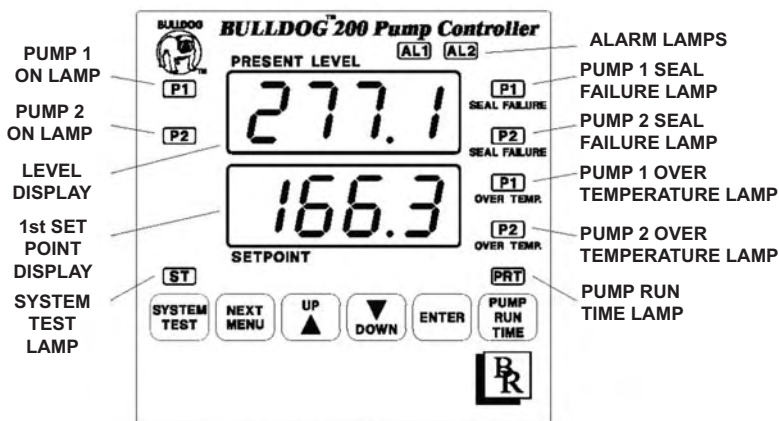 BULLDOG
BULLDOG™ 200 Pump Controller
AL1 AL2
PRESENT LEVEL
277.1
166.3
SETPOINT
P1
P2
ST
P1
SEAL FAILURE
P2
SEAL FAILURE
P1
OVER TEMP.
P2
OVER TEMP.
PRT
SYSTEM
TEST
NEXT
MENU
UP
DOWN
ENTER
PUMP
RUN
TIME
BR
PUMP 1
ON LAMP
PUMP 2
ON LAMP
LEVEL
DISPLAY
1st SET
POINT
DISPLAY
SYSTEM
TEST
LAMP
ALARM LAMPS
PUMP 1 SEAL
FAILURE LAMP
PUMP 2 SEAL
FAILURE LAMP
PUMP 1 OVER
TEMPERATURE LAMP
PUMP 2 OVER
TEMPERATURE LAMP
PUMP RUN
TIME LAMP